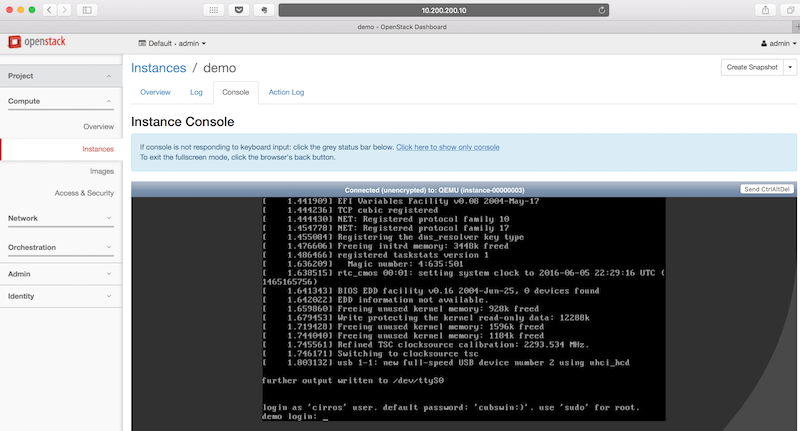 10.200.200.10
demo - OpenStack Dashboard
openstack
Default • admin
admin
Project
Compute
Overview
Instances
Images
Access & Security
Network
Orchestration
Admin
Identity
Instances / demo
Create Snapshot
Overview
Log
Console
Action Log
Instance Console
If console is not responding to keyboard input: click the grey status bar below. Click here to show only console
To exit the fullscreen mode, click the browser's back button.
Connected (unencrypted) to: QEMU (instance-00000003)
Send CtrlAltDel
[ 1.441909] EFI Variables Facility v0.08 2004-May-17
[ 1.444236] TCP cubic registered
[ 1.444430] NET: Registered protocol family 10
[ 1.454778] NET: Registered protocol family 17
[ 1.455084] Registering the dns_resolver key type
[ 1.476606] Freeing initrd memory: 3448k freed
[ 1.486466] registered taskstats version 1
[ 1.636209] Magic number: 4:635:501
[ 1.638515] rtc_cmos 00:01: setting system clock to 2016-06-05 22:29:16 UTC (
1465165756)
[ 1.641343] BIOS EDD facility v0.16 2004-Jun-25, 0 devices found
[ 1.642022] EDD information not available.
[ 1.659860] Freeing unused kernel memory: 928k freed
[ 1.679453] Write protecting the kernel read-only data: 12288k
[ 1.719428] Freeing unused kernel memory: 1596k freed
[ 1.744040] Freeing unused kernel memory: 1184k freed
[ 1.745561] Refined TSC clocksource calibration: 2293.534 MHz.
[ 1.746171] Switching to clocksource tsc
[ 1.803132] usb 1-1: new full-speed USB device number 2 using uhci_hcd
further output written to /dev/ttyS0
login as 'cirros' user. default password: 'cubswin:)'. use 'sudo' for root.
demo login: _